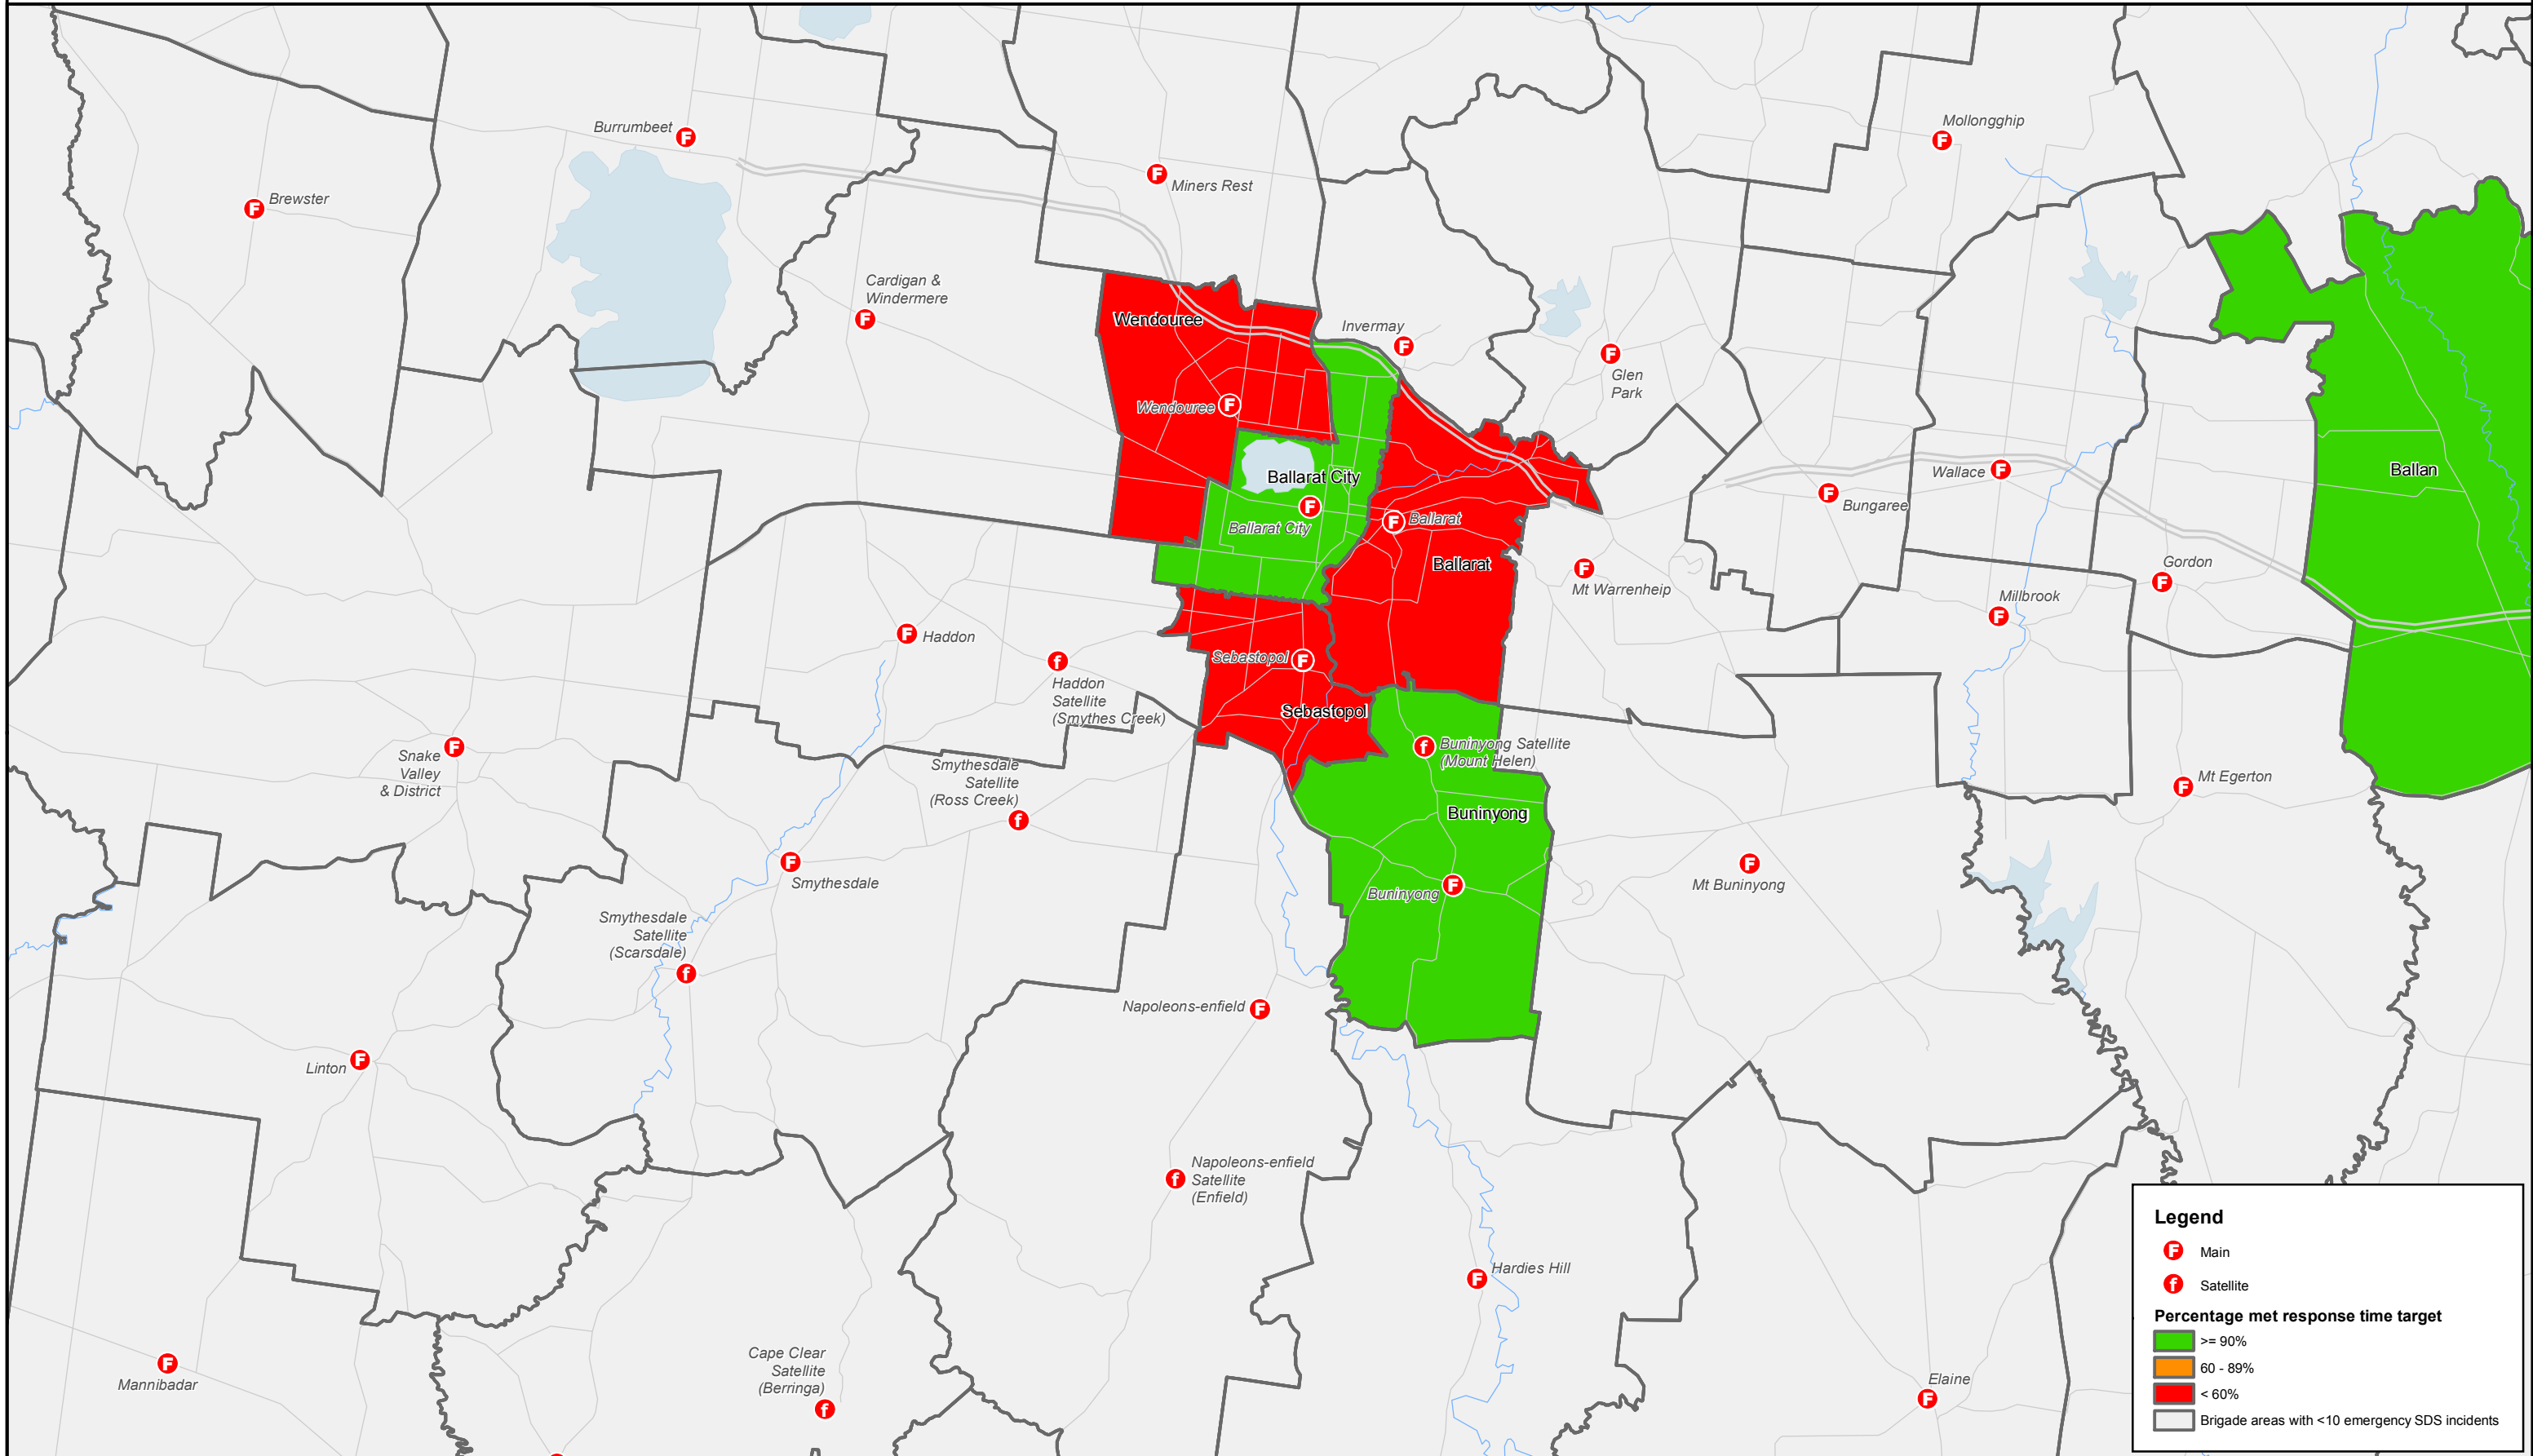 Mollongghip
Burrumbeet
Miners Rest
Brewster
Cardigan &
Windermere
Wendouree
Invermay
Glen
Park
Wendouree
Ballarat City
Ballan
Wallace
Bungaree
Ballarat City
Ballarat
Ballarat
Gordon
Mt Warrenheip
Millbrook
Haddon
Sebastopol
Haddon
Satellite
(Smythes Creek)
Sebastopol
Snake
Valley
& District
Buninyong Satellite
(Mount Helen)
Smythesdale
Satellite
(Ross Creek)
Mt Egerton
Buninyong
Smythesdale
Mt Buninyong
Buninyong
Smythesdale
Satellite
(Scarsdale)
Napoleons-enfield
Linton
Napoleons-enfield
Satellite
(Enfield)
Hardies Hill
Cape Clear
Satellite
(Berringa)
Mannibadar
Elaine
Legend
F Main
f Satellite
Percentage met response time target
>= 90%
60 - 89%
< 60%
Brigade areas with <10 emergency SDS incidents